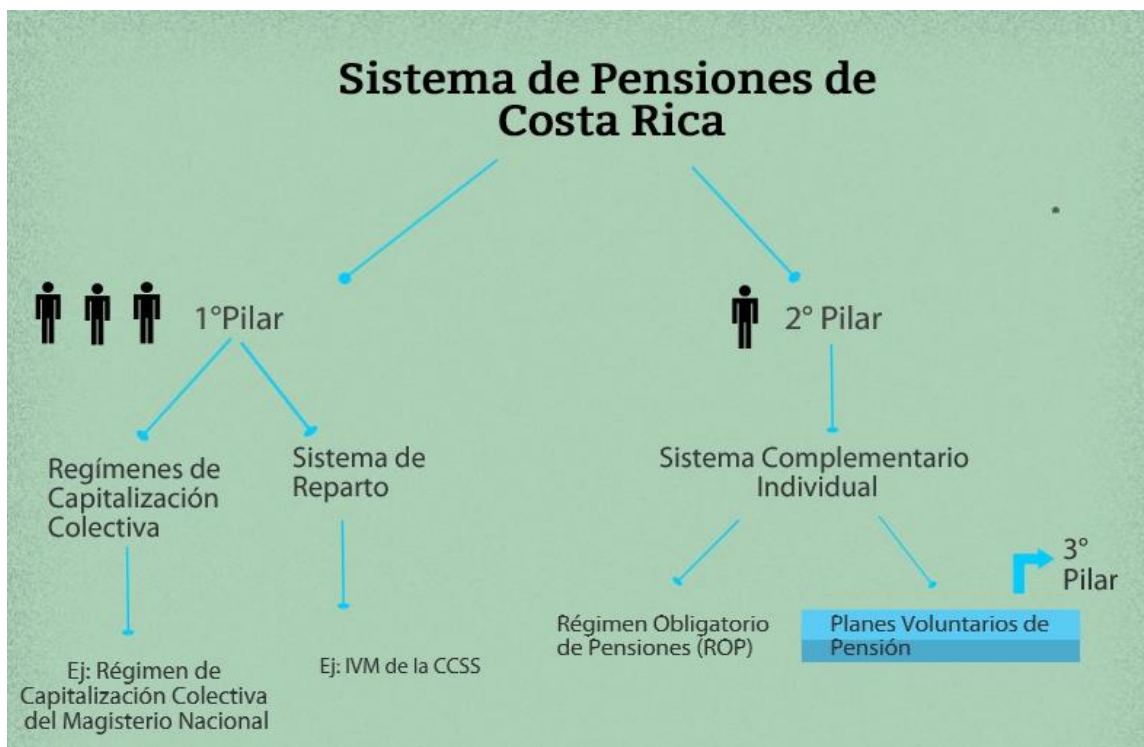 Sistema de Pensiones de
Costa Rica
1°Pilar
2° Pilar
Regímenes de
Capitalización
Colectiva
Sistema de
Reparto
Sistema Complementario
Individual
3°
Pilar
Régimen Obligatorio
de Pensiones (ROP)
Planes Voluntarios de
Pensión
Ej: Régimen de
Capitalización Colectiva
del Magisterio Nacional
Ej: IVM de la CCSS